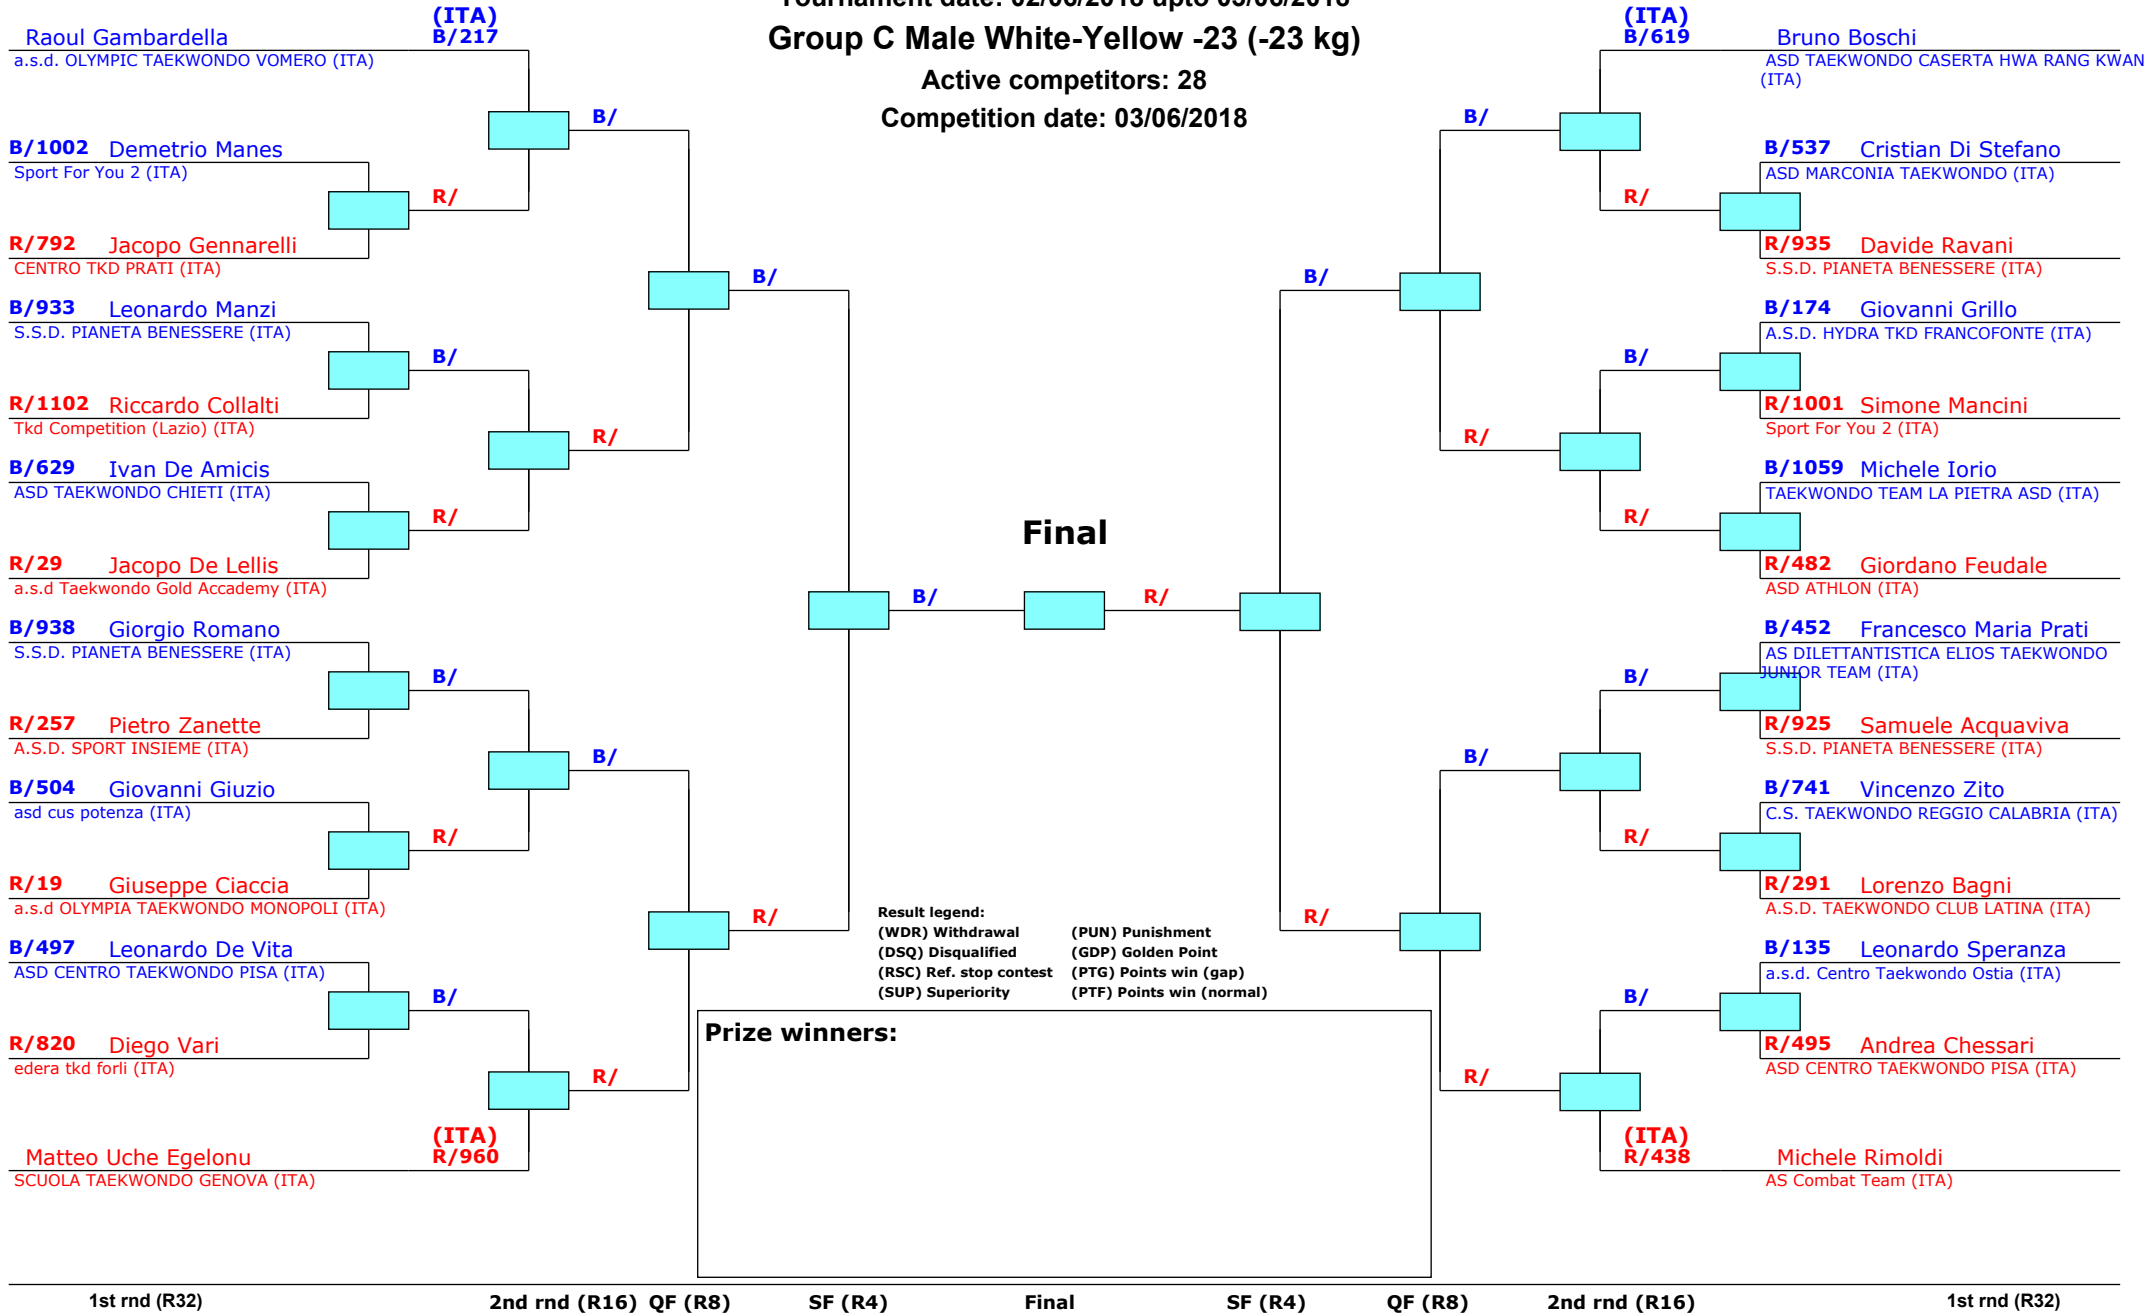 Tournament date: 02/06/2018 upto 03/06/2018
Group C Male White-Yellow -23 (-23 kg)
Active competitors: 28
Competition date: 03/06/2018
(ITA)
Raoul Gambardella B/217
a.s.d. OLYMPIC TAEKWONDO VOMERO (ITA)
B/
B/1002 Demetrio Manes
Sport For You 2 (ITA)
R/
R/792 Jacopo Gennarelli
CENTRO TKD PRATI (ITA)
B/
B/933 Leonardo Manzi
S.S.D. PIANETA BENESSERE (ITA)
B/
R/1102 Riccardo Collalti
Tkd Competition (Lazio) (ITA)
R/
B/629 Ivan De Amicis
ASD TAEKWONDO CHIETI (ITA)
R/
R/29 Jacopo De Lellis
a.s.d Taekwondo Gold Accademy (ITA)
B/
B/938 Giorgio Romano
S.S.D. PIANETA BENESSERE (ITA)
B/
R/257 Pietro Zanette
A.S.D. SPORT INSIEME (ITA)
B/
B/504 Giovanni Giuzio
asd cus potenza (ITA)
R/
R/19 Giuseppe Ciaccia
a.s.d OLYMPIA TAEKWONDO MONOPOLI (ITA)
R/
B/497 Leonardo De Vita
ASD CENTRO TAEKWONDO PISA (ITA)
B/
R/820 Diego Vari
edera tkd forli (ITA)
R/
(ITA)
Matteo Uche Egelonu R/960
SCUOLA TAEKWONDO GENOVA (ITA)
Final
R/
(ITA)
B/619 Bruno Boschi
ASD TAEKWONDO CASERTA HWA RANG KWAN
(ITA)
B/
B/537 Cristian Di Stefano
ASD MARCONIA TAEKWONDO (ITA)
R/
R/935 Davide Ravani
S.S.D. PIANETA BENESSERE (ITA)
B/
B/174 Giovanni Grillo
A.S.D. HYDRA TKD FRANCOFONTE (ITA)
B/
R/1001 Simone Mancini
Sport For You 2 (ITA)
R/
B/1059 Michele Iorio
TAEKWONDO TEAM LA PIETRA ASD (ITA)
R/
R/482 Giordano Feudale
ASD ATHLON (ITA)
B/452 Francesco Maria Prati
AS DILETTANTISTICA ELIOS TAEKWONDO
JUNIOR TEAM (ITA)
B/
R/925 Samuele Acquaviva
S.S.D. PIANETA BENESSERE (ITA)
B/
B/741 Vincenzo Zito
C.S. TAEKWONDO REGGIO CALABRIA (ITA)
R/
R/291 Lorenzo Bagni
A.S.D. TAEKWONDO CLUB LATINA (ITA)
R/
B/135 Leonardo Speranza
a.s.d. Centro Taekwondo Ostia (ITA)
B/
R/495 Andrea Chessari
ASD CENTRO TAEKWONDO PISA (ITA)
R/
(ITA)
R/438 Michele Rimoldi
AS Combat Team (ITA)
Result legend:
(WDR) Withdrawal (PUN) Punishment
(DSQ) Disqualified (GDP) Golden Point
(RSC) Ref. stop contest (PTG) Points win (gap)
(SUP) Superiority (PTF) Points win (normal)
Prize winners:
1st rnd (R32) 2nd rnd (R16) QF (R8) SF (R4) Final SF (R4) QF (R8) 2nd rnd (R16) 1st rnd (R32)